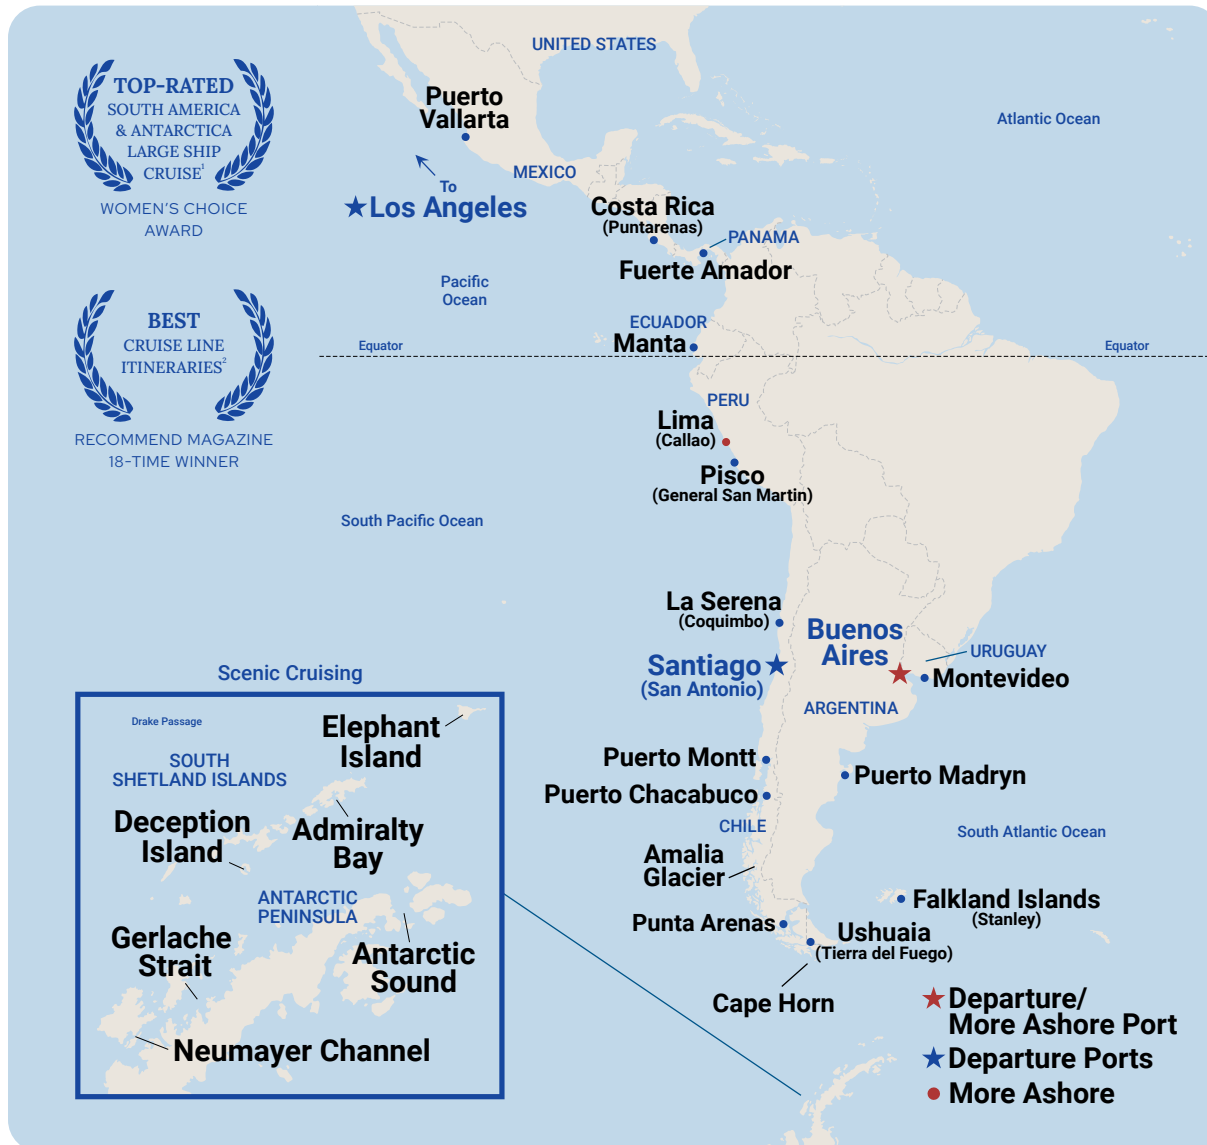 UNITED STATES
TOP-RATED
SOUTH AMERICA
& ANTARCTICA
LARGE SHIP
CRUISE¹
WOMEN'S CHOICE
AWARD
Puerto
Vallarta
Atlantic Ocean
MEXICO
To
Los Angeles
Costa Rica
(Puntarenas)
PANAMA
Fuerte Amador
Pacific
Ocean
BEST
CRUISE LINE
ITINERARIES²
RECOMMEND MAGAZINE
18-TIME WINNER
ECUADOR
Manta
Equator
Equator
PERU
Lima
(Callao)
Pisco
(General San Martin)
South Pacific Ocean
La Serena
(Coquimbo)
Buenos
Aires
Santiago
(San Antonio)
URUGUAY
Montevideo
ARGENTINA
Puerto Montt
Puerto Madryn
Puerto Chacabuco
CHILE
South Atlantic Ocean
Amalia
Glacier
Falkland Islands
(Stanley)
Punta Arenas
Ushuaia
(Tierra del Fuego)
Cape Horn
Scenic Cruising
Drake Passage
Elephant
Island
SOUTH
SHETLAND ISLANDS
Deception
Island
Admiralty
Bay
ANTARCTIC
PENINSULA
Gerlache
Strait
Antarctic
Sound
Neumayer Channel
Departure/
More Ashore Port
Departure Ports
More Ashore